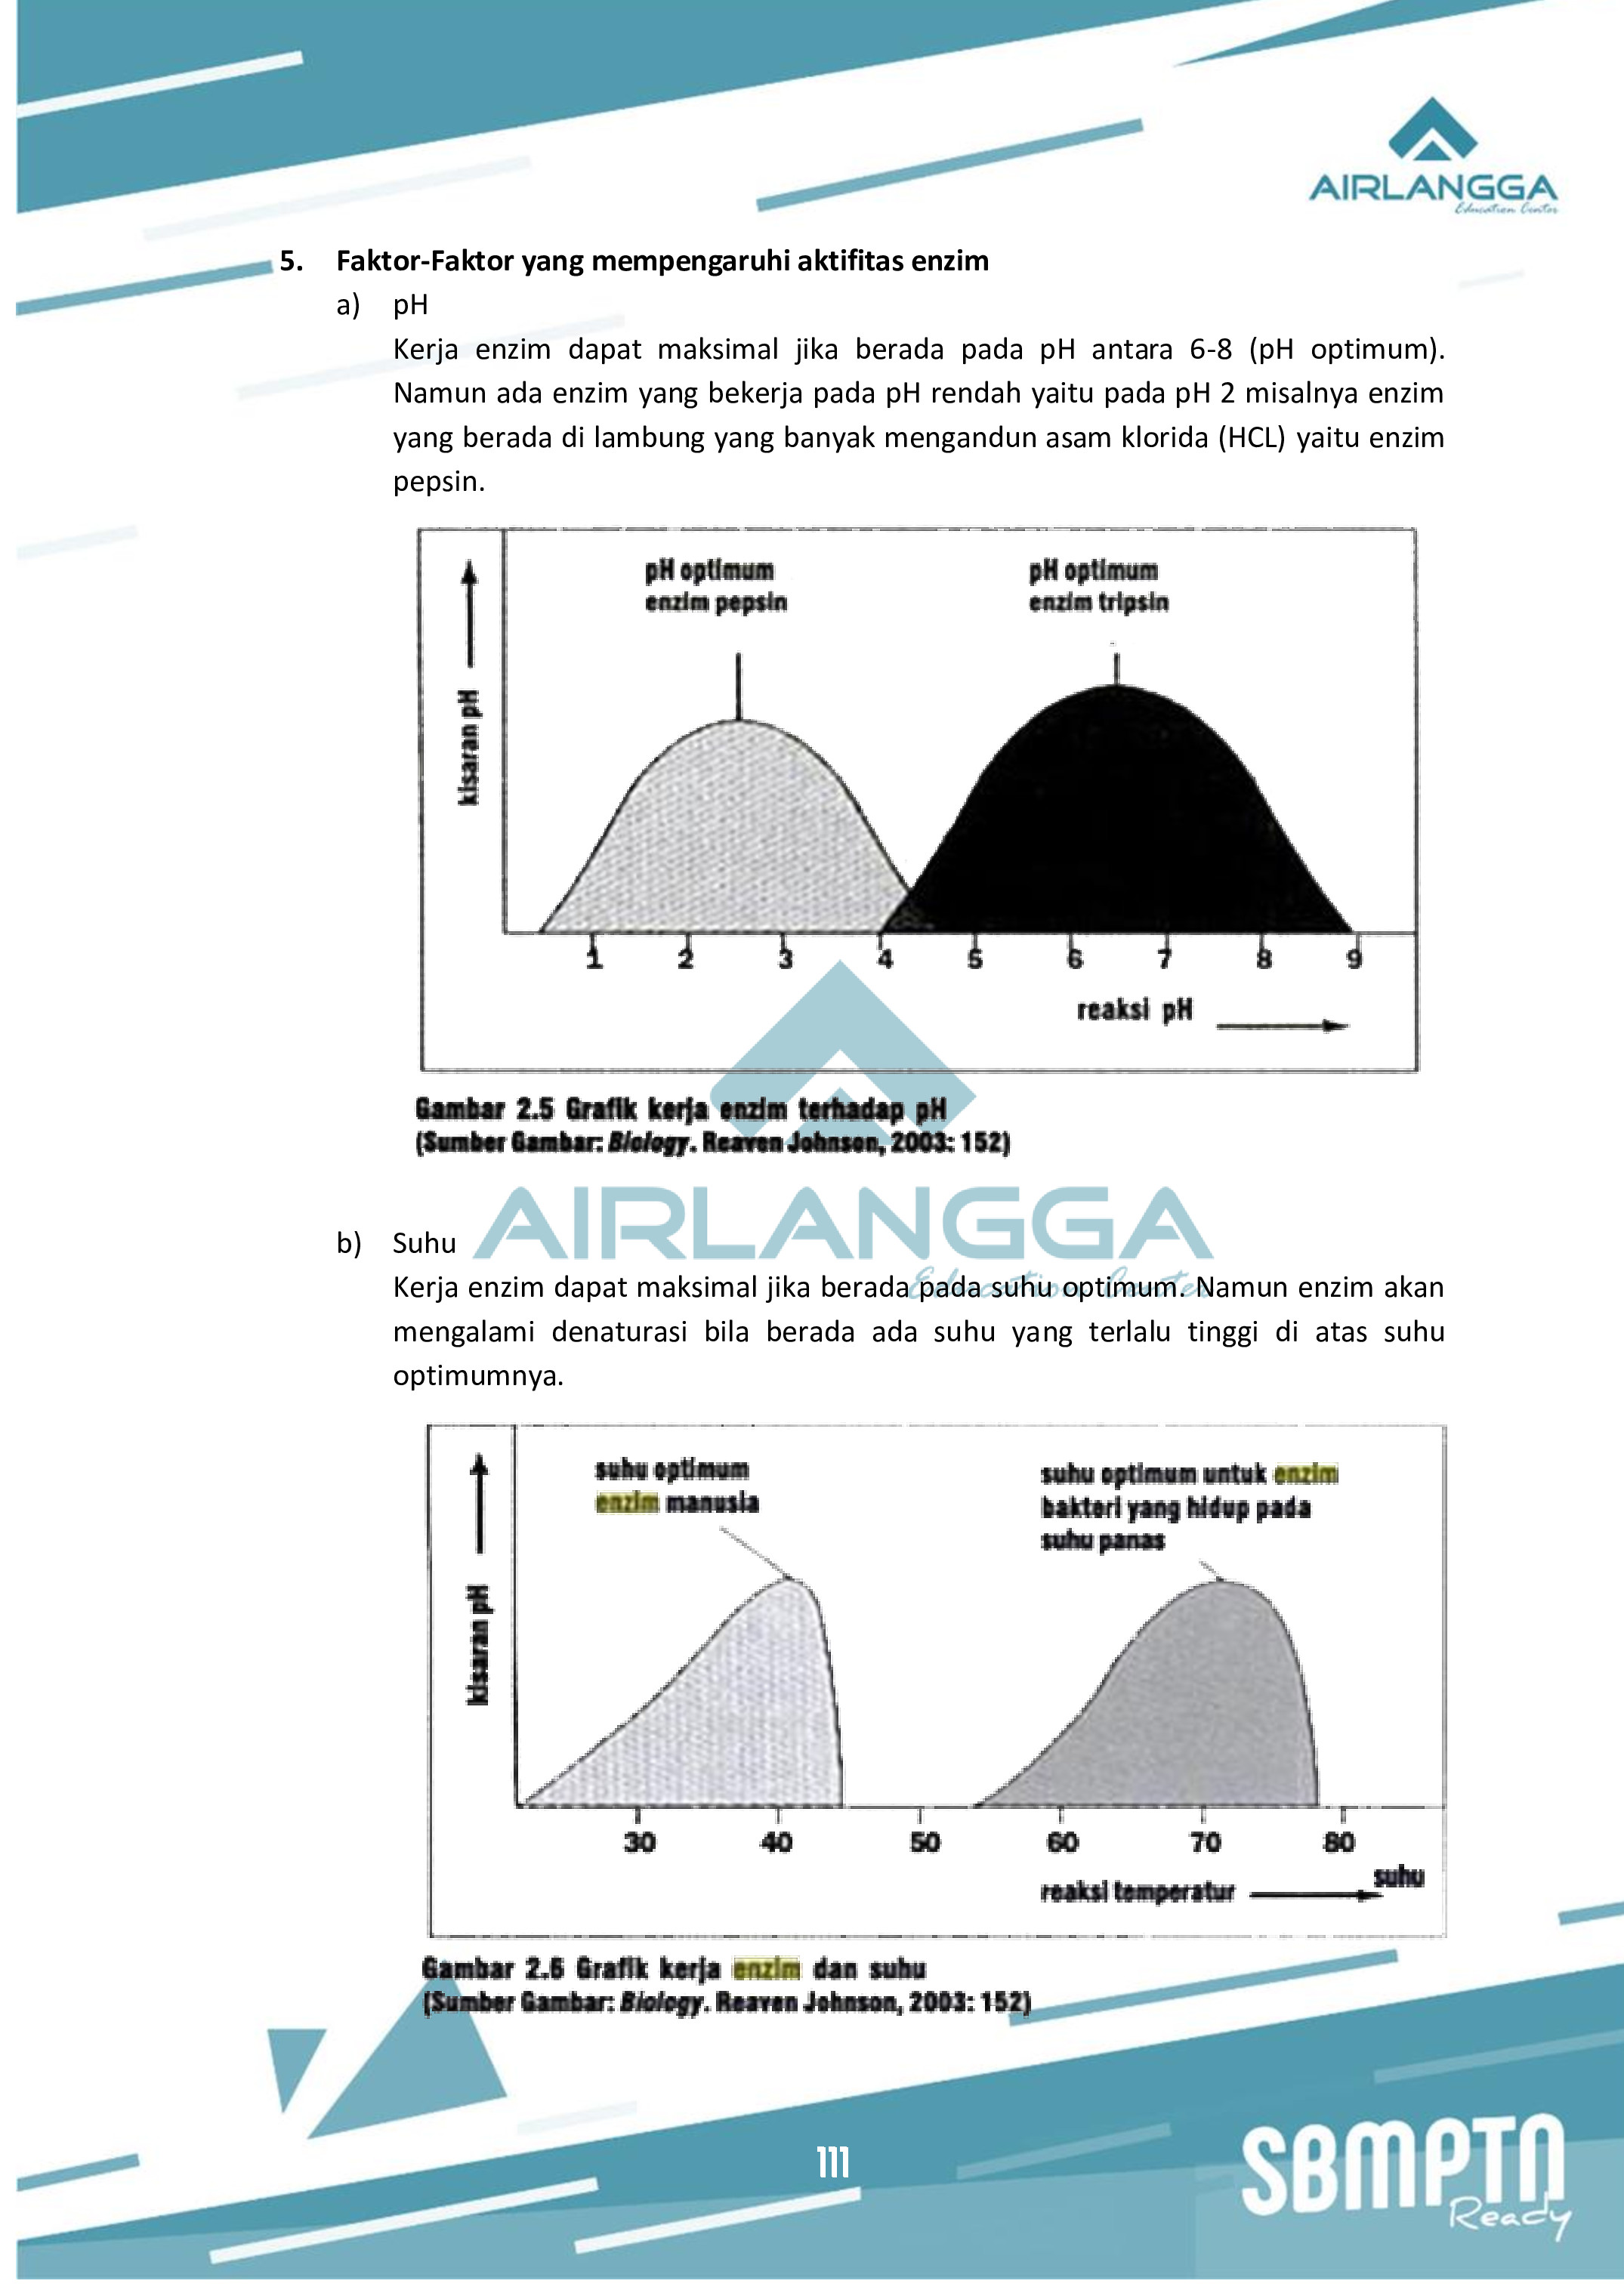 AIRLANGGA
Education Center
5. Faktor-Faktor yang mempengaruhi aktifitas enzim
a) pH
Kerja enzim dapat maksimal jika berada pada pH antara 6-8 (pH optimum).
Namun ada enzim yang bekerja pada pH rendah yaitu pada pH 2 misalnya enzim
yang berada di lambung yang banyak mengandun asam klorida (HCL) yaitu enzim
pepsin.
pH optimum
enzim pepsin
pH optimum
enzim tripsin
kisaran pH
1 2 3 4 5 6 7 8 9
reaksi pH
Gambar 2.5 Grafik kerja enzim terhadap pH
(Sumber Gambar: Biology. Reaven Johnson, 2003: 152)
AIRLANGGA
Education Center
b) Suhu
Kerja enzim dapat maksimal jika berada pada suhu optimum. Namun enzim akan
mengalami denaturasi bila berada ada suhu yang terlalu tinggi di atas suhu
optimumnya.
suhu optimum
enzim manusia
suhu optimum untuk enzim
bakteri yang hidup pada
suhu panas
kisaran pH
30 40 50 60 70 80
suhu
reaksi temperatur
Gambar 2.6 Grafik kerja enzim dan suhu
(Sumber Gambar: Biology. Reaven Johnson, 2003: 152)
111
SBMPTN
Ready